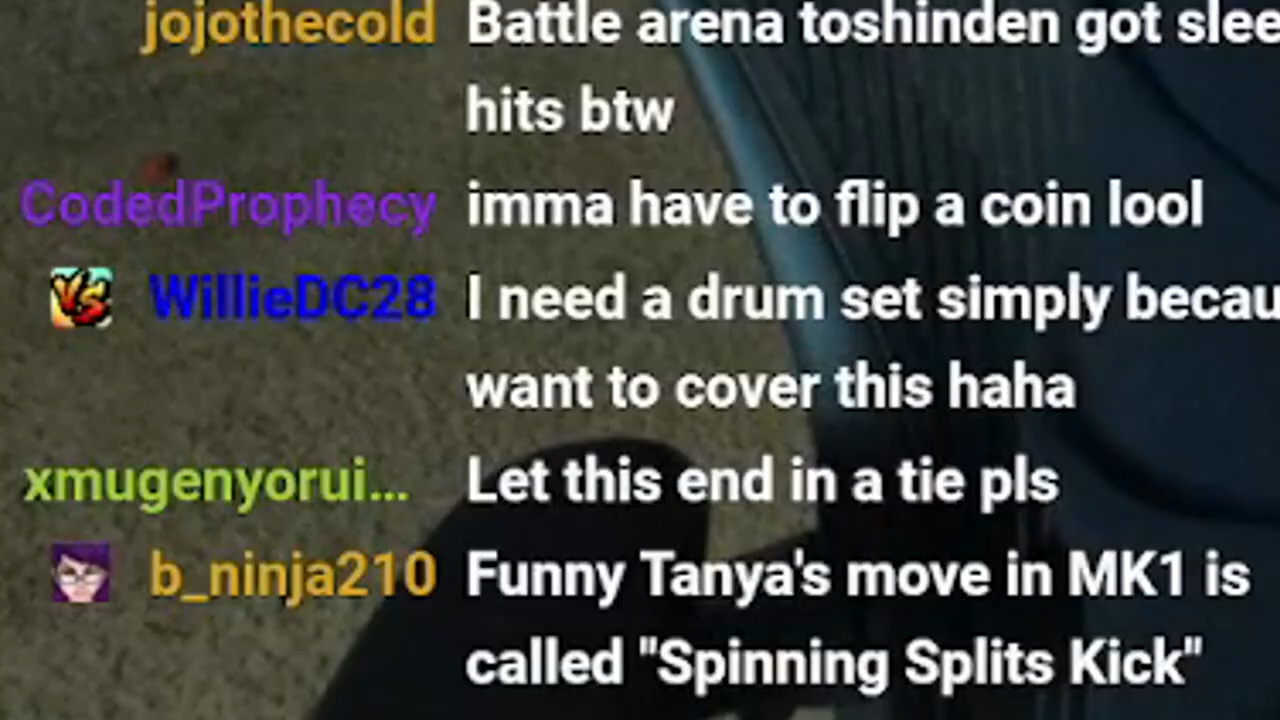 jojothecold Battle arena toshinden got slee
hits btw
CodedProphecy imma have to flip a coin lool
VS WillieDC28 I need a drum set simply becau
want to cover this haha
xmugenyorui... Let this end in a tie pls
b_ninja210 Funny Tanya's move in MK1 is
called "Spinning Splits Kick"